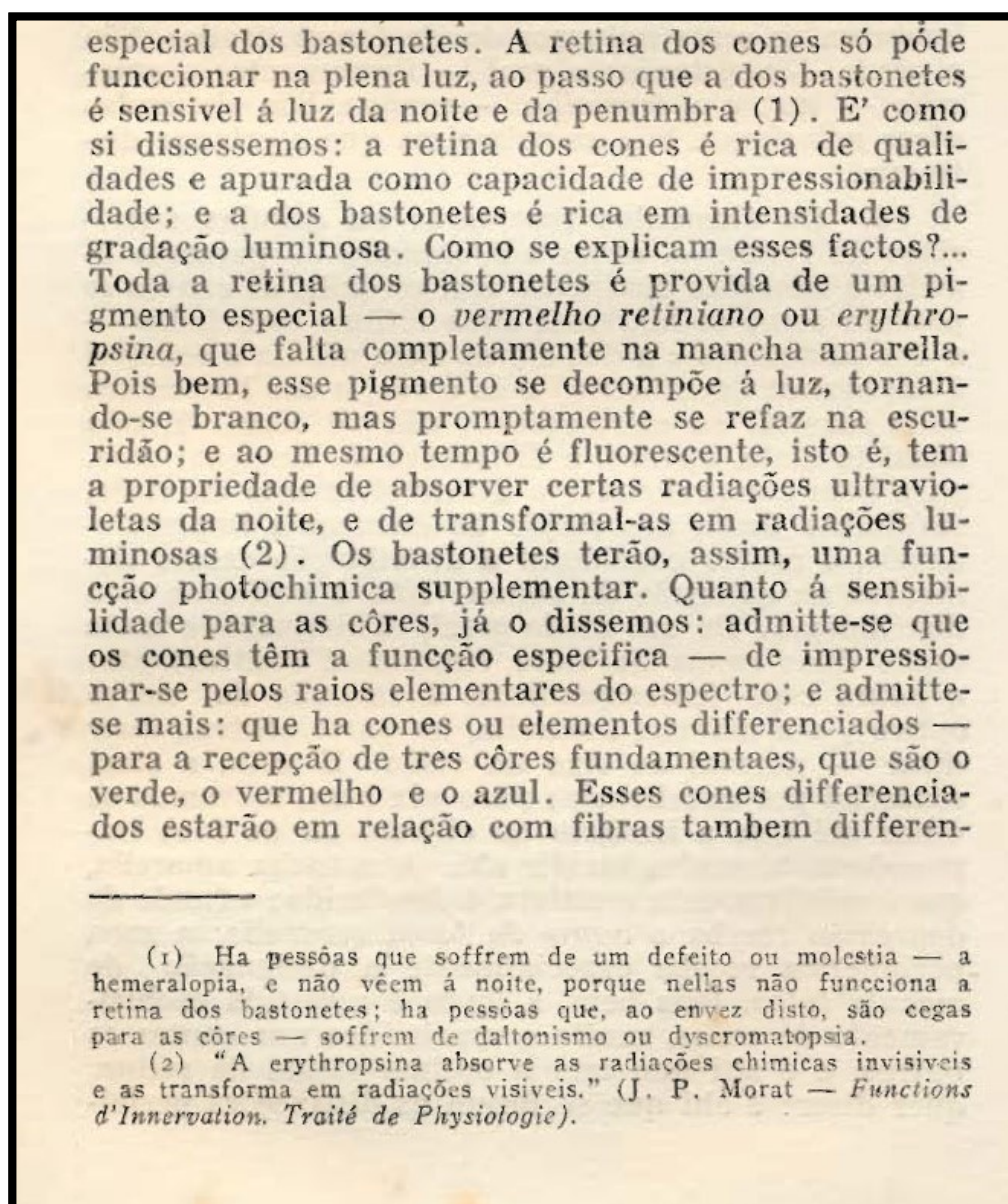 especial dos bastonetes. A retina dos cones só póde
funccionar na plena luz, ao passo que a dos bastonetes
é sensivel á luz da noite e da penumbra (1). E' como
si dissessemos: a retina dos cones é rica de quali-
dades e apurada como capacidade de impressionabili-
dade; e a dos bastonetes é rica em intensidades de
gradação luminosa. Como se explicam esses factos?...
Toda a retina dos bastonetes é provida de um pi-
gmento especial — o vermelho retiniano ou erythro-
psina, que falta completamente na mancha amarella.
Pois bem, esse pigmento se decompõe á luz, tornan-
do-se branco, mas promptamente se refaz na escu-
ridão; e ao mesmo tempo é fluorescente, isto é, tem
a propriedade de absorver certas radiações ultravio-
letas da noite, e de transformal-as em radiações lu-
minosas (2). Os bastonetes terão, assim, uma fun-
cção photochimica supplementar. Quanto á sensibi-
lidade para as côres, já o dissemos: admitte-se que
os cones têm a funcção especifica — de impressio-
nar-se pelos raios elementares do espectro; e admitte-
se mais: que ha cones ou elementos differenciados —
para a recepção de tres côres fundamentaes, que são o
verde, o vermelho e o azul. Esses cones differencia-
dos estarão em relação com fibras tambem differen-
(1) Ha pessôas que soffrem de um defeito ou molestia — a
hemeralopia, e não vêem á noite, porque nellas não funcciona a
retina dos bastonetes; ha pessôas que, ao envez disto, são cegas
para as côres — soffrem de daltonismo ou dyscromatopsia.
(2) "A erythropsina absorve as radiações chimicas invisiveis
e as transforma em radiações visiveis." (J. P. Morat — Functions
d'Innervation. Traité de Physiologie).